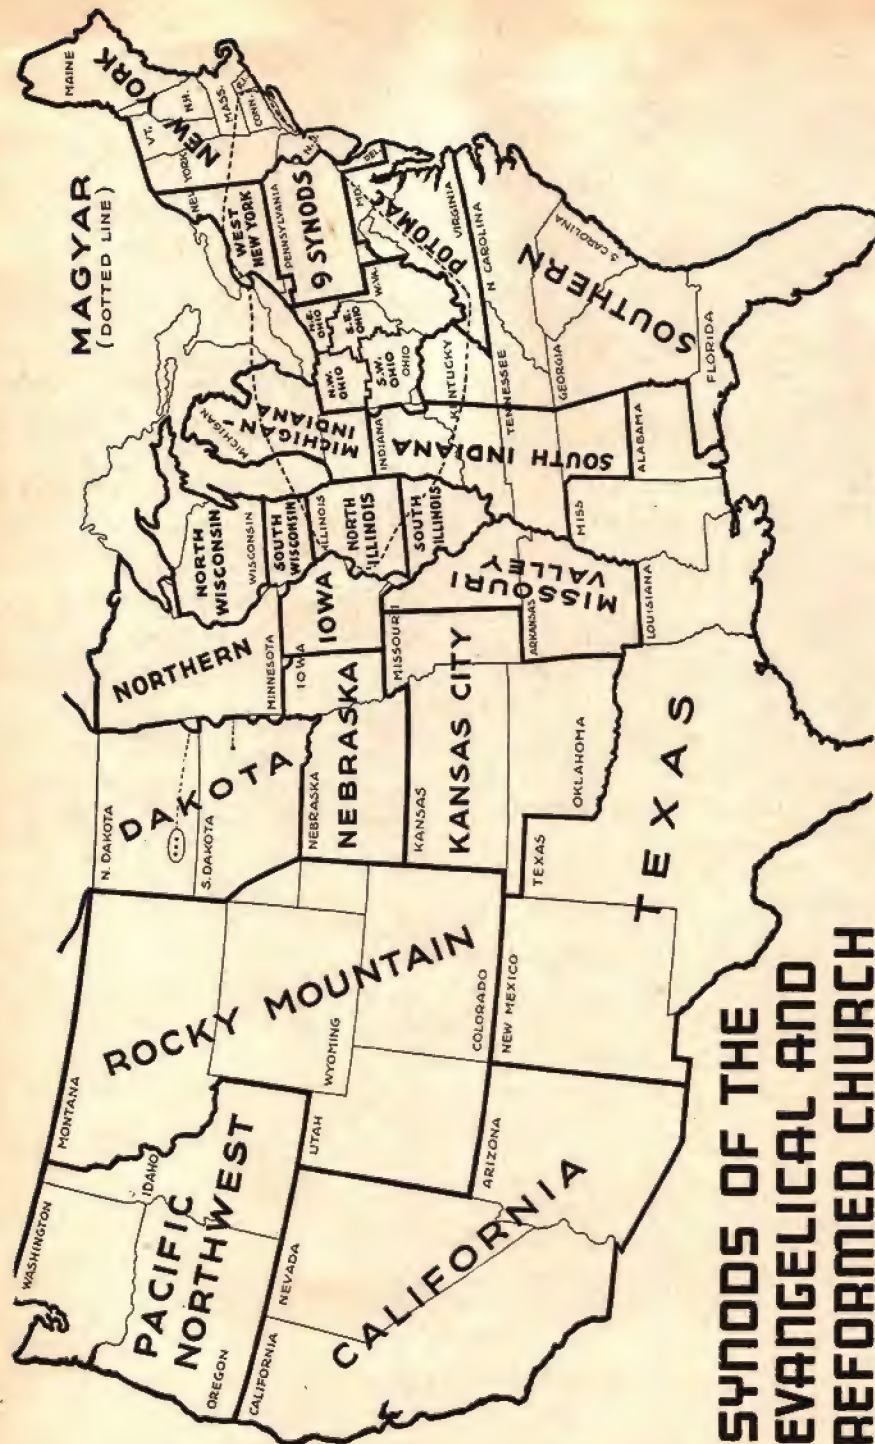 SYNODS OF THE
EVANGELICAL AND
REFORMED CHURCH
MAGYAR
(DOTTED LINE)
WASHINGTON
OREGON
IDAHO
PACIFIC
NORTHWEST
CALIFORNIA
NEVADA
CALIFORNIA
ARIZONA
UTAH
MONTANA
ROCKY MOUNTAIN
WYOMING
COLORADO
NEW MEXICO
N. DAKOTA
DAKOTA
S. DAKOTA
NEBRASKA
NEBRASKA
KANSAS
KANSAS CITY
TEXAS
OKLAHOMA
TEXAS
NORTHERN
MINNESOTA
IOWA
IOWA
MISSOURI
MISSOURI
VALLEY
ARKANSAS
LOUISIANA
NORTH
WISCONSIN
WISCONSIN
SOUTH
WISCONSIN
ILLINOIS
NORTH
ILLINOIS
SOUTH
ILLINOIS
MICHIGAN
MICHIGAN-
INDIANA
INDIANA
SOUTH INDIANA
KENTUCKY
TENNESSEE
MISS
ALABAMA
N.W.
OHIO
N.E.
OHIO
S.E.
OHIO
S.W.
OHIO
OHIO
W.VA.
WEST
NEW YORK
PENNSYLVANIA
9 SYNODS
NEW YORK
NEW YORK
MAINE
VT.
N.H.
MASS.
CONN.
R.I.
N.J.
DEL.
MD.
POTOMAC
VIRGINIA
N CAROLINA
S CAROLINA
SOUTHERN
GEORGIA
FLORIDA